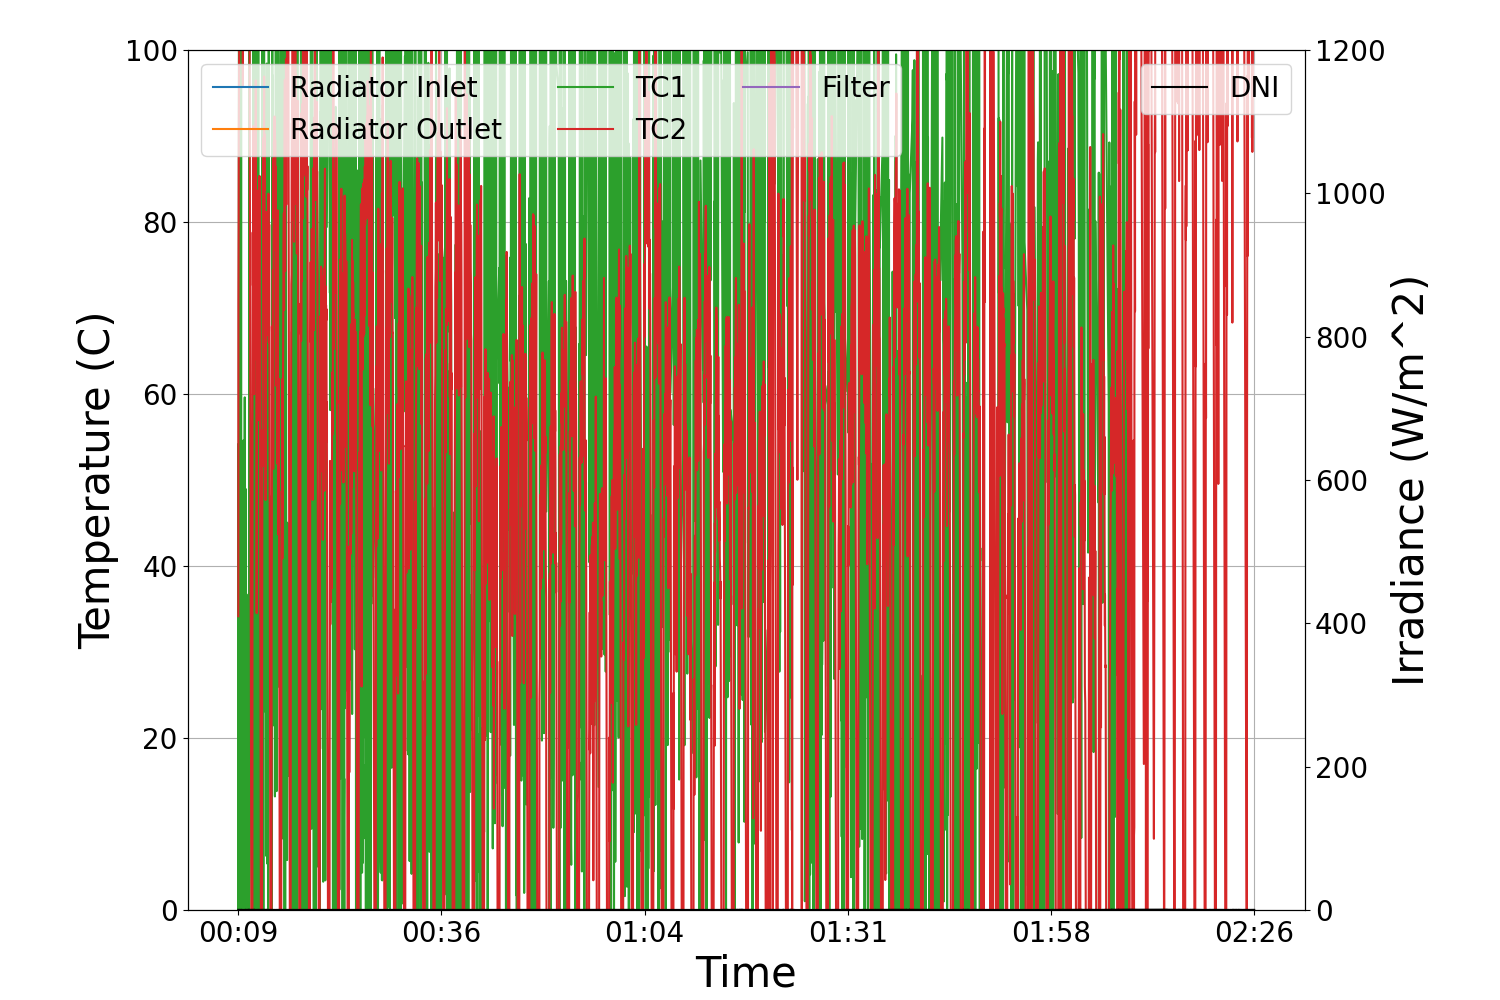 100
80
60
40
20
0
Temperature (C)
Radiator Inlet
Radiator Outlet
TC1
TC2
Filter
DNI
1200
1000
800
600
400
200
0
Irradiance (W/m^2)
00:09
00:36
01:04
01:31
01:58
02:26
Time